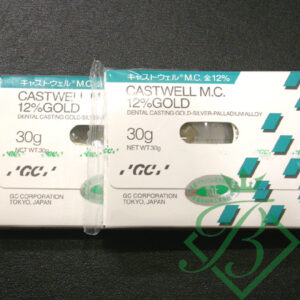 キャストウェル®M.C.
CASTWELL M.C.
12%GOLD
DENTAL CASTING GOLD-SILVER-
30g
NET WT.30g
GC
GC CORPORATION
TOKYO, JAPAN
キャストウェル®M.C. 金12%
CASTWELL M.C.
12%GOLD
DENTAL CASTING GOLD-SILVER-PALLADIUM ALLOY
30g
NET WT 30g
GC
GC CORPORATION
TOKYO, JAPAN
B